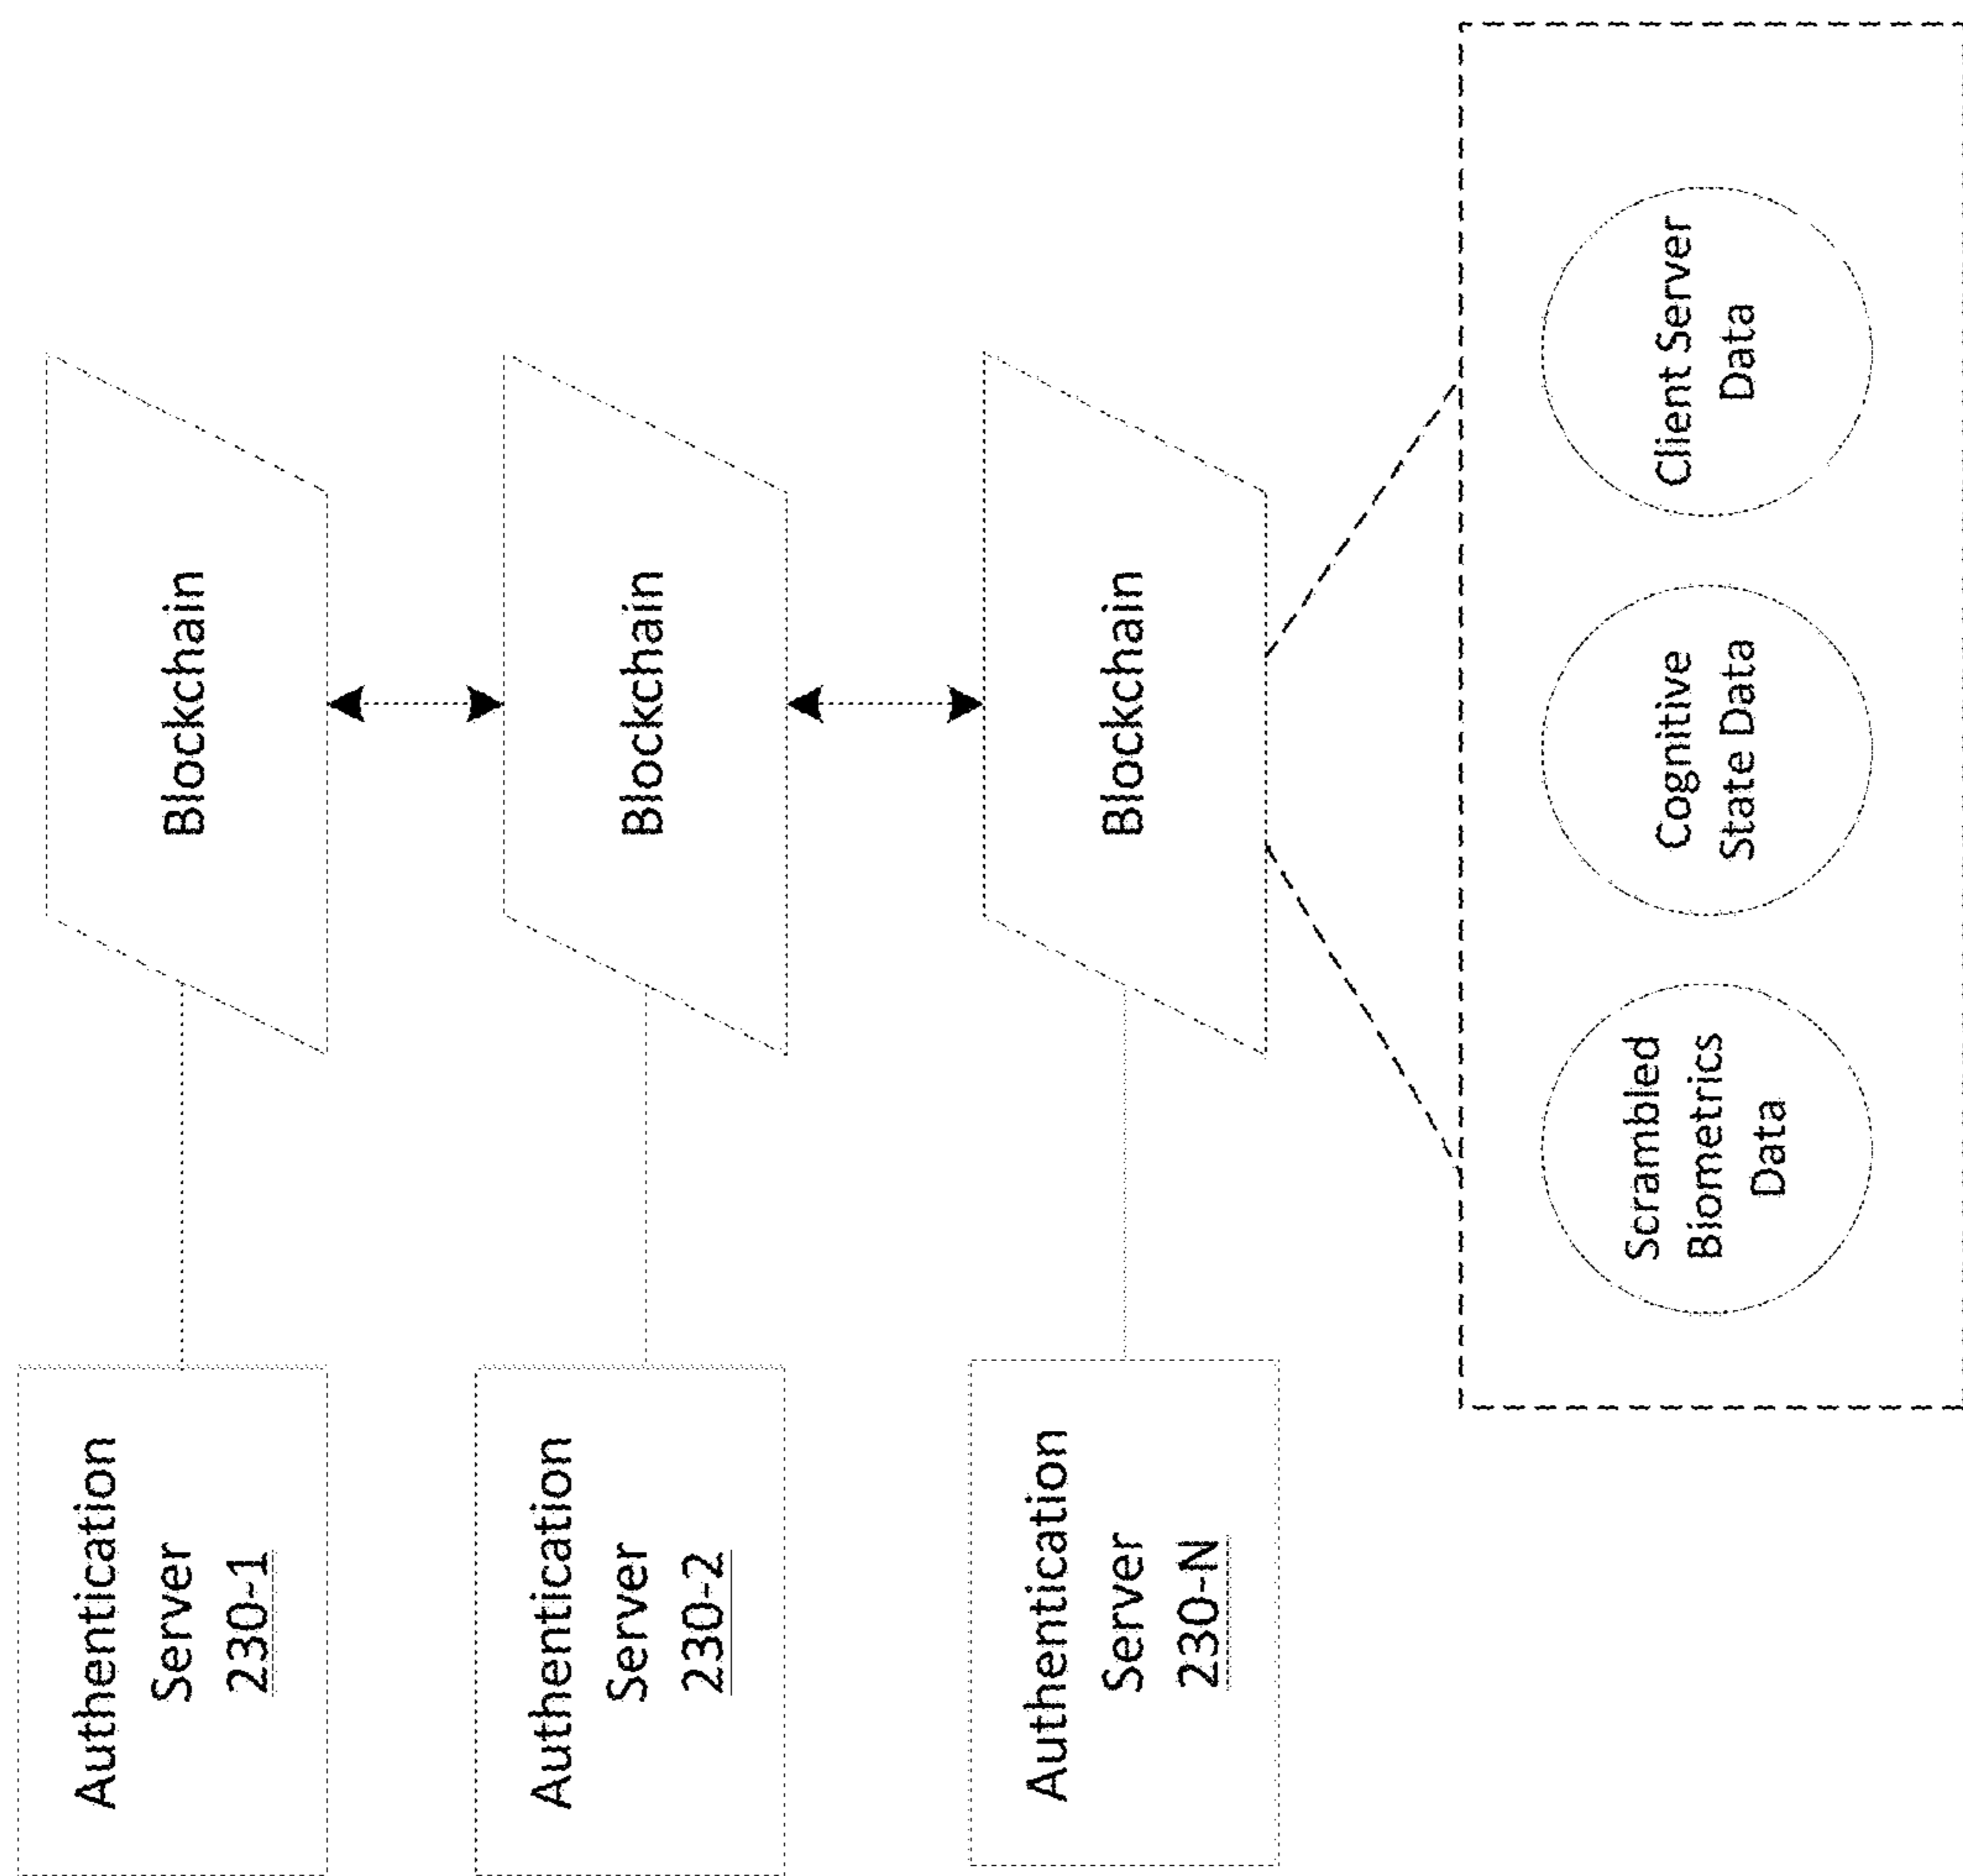 Authentication
Server
230-1
Blockchain
Authentication
Server
230-2
Blockchain
Authentication
Server
230-N
Blockchain
Scrambled
Biometrics
Data
Cognitive
State Data
Client Server
Data